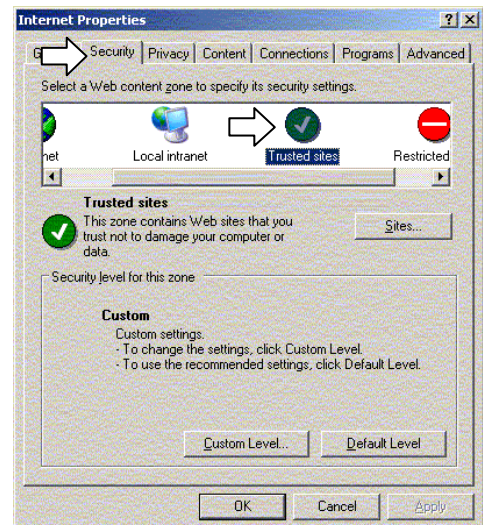 Internet Properties
G Security Privacy Content Connections Programs Advanced
Select a Web content zone to specify its security settings.
net Local intranet Trusted sites Restricted
Trusted sites
This zone contains Web sites that you
trust not to damage your computer or
data.
Sites...
Security level for this zone
Custom
Custom settings.
- To change the settings, click Custom Level.
- To use the recommended settings, click Default Level.
Custom Level... Default Level
OK Cancel Apply